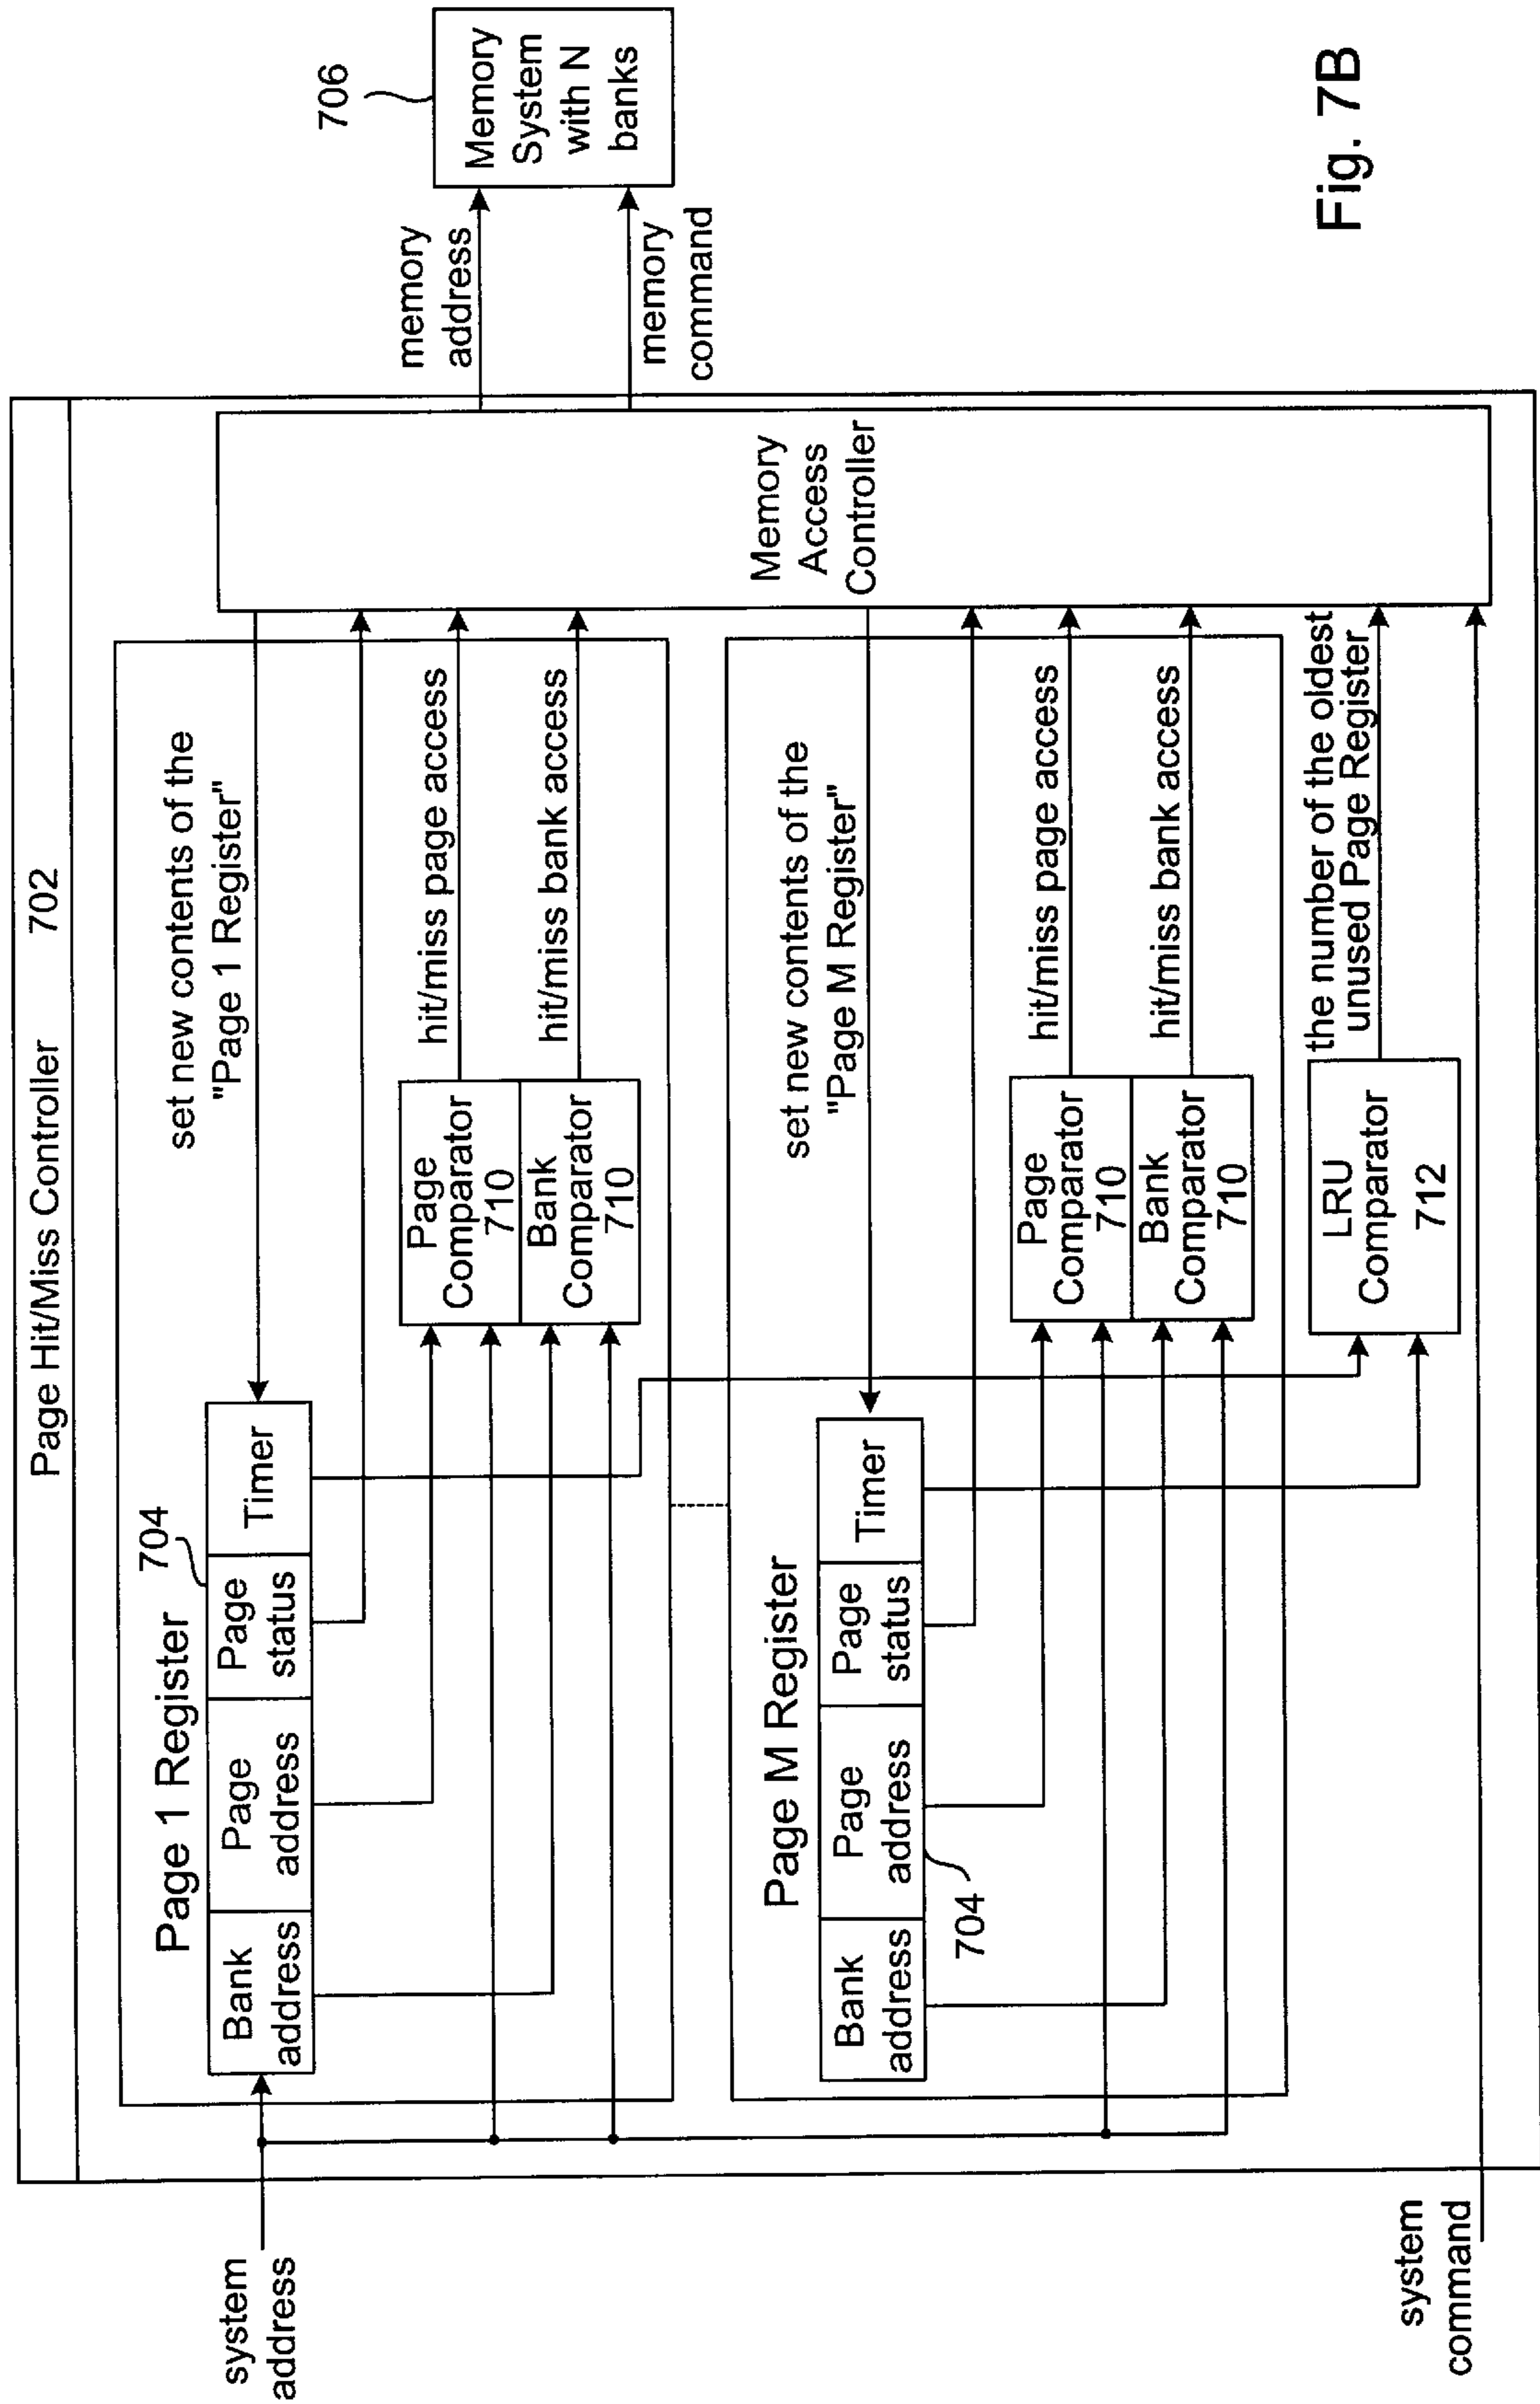 Page Hit/Miss Controller 702
system
address
Page 1 Register
704
Bank
address
Page
address
Page
status
Timer
set new contents of the
"Page 1 Register"
Page
Comparator
710
Bank
Comparator
710
hit/miss page access
hit/miss bank access
Page M Register
Bank
address
Page
address
Page
status
Timer
704
set new contents of the
"Page M Register"
Page
Comparator
710
Bank
Comparator
710
hit/miss page access
hit/miss bank access
LRU
Comparator
712
the number of the oldest
unused Page Register
system
command
Memory
Access
Controller
memory
address
memory
command
706
Memory
System
with N
banks
Fig. 7B